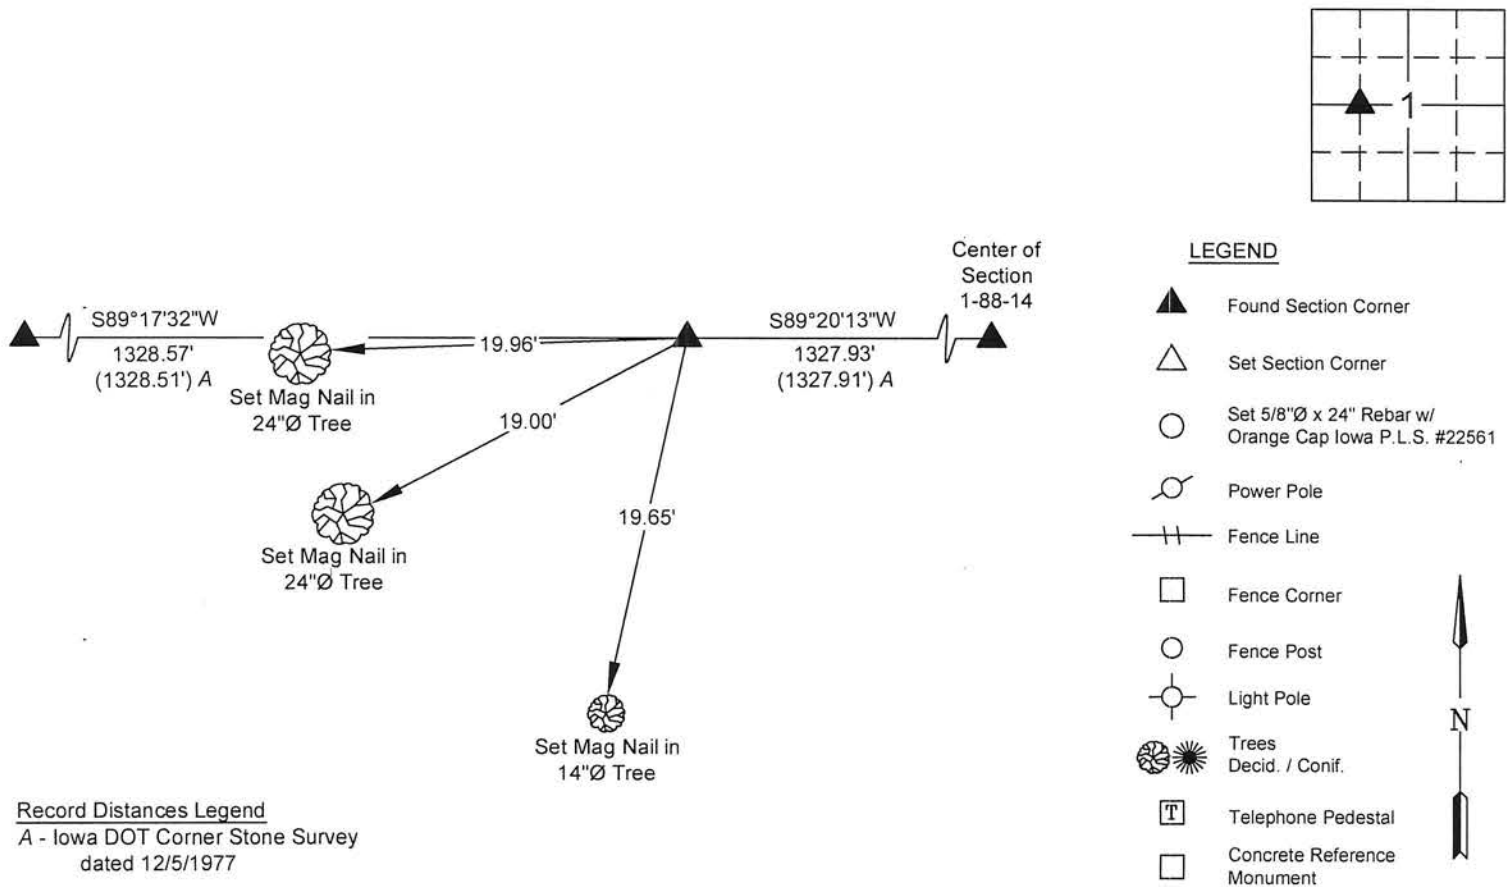 1
Center of
Section
1-88-14
S89°17'32"W
1328.57'
(1328.51') A
19.96'
S89°20'13"W
1327.93'
(1327.91') A
Set Mag Nail in
24"Ø Tree
19.00'
19.65'
Set Mag Nail in
24"Ø Tree
Set Mag Nail in
14"Ø Tree
Record Distances Legend
A - Iowa DOT Corner Stone Survey
dated 12/5/1977
LEGEND
Found Section Corner
Set Section Corner
Set 5/8"Ø x 24" Rebar w/
Orange Cap Iowa P.L.S. #22561
Power Pole
Fence Line
Fence Corner
Fence Post
Light Pole
Trees
Decid. / Conif.
T Telephone Pedestal
Concrete Reference
Monument
N